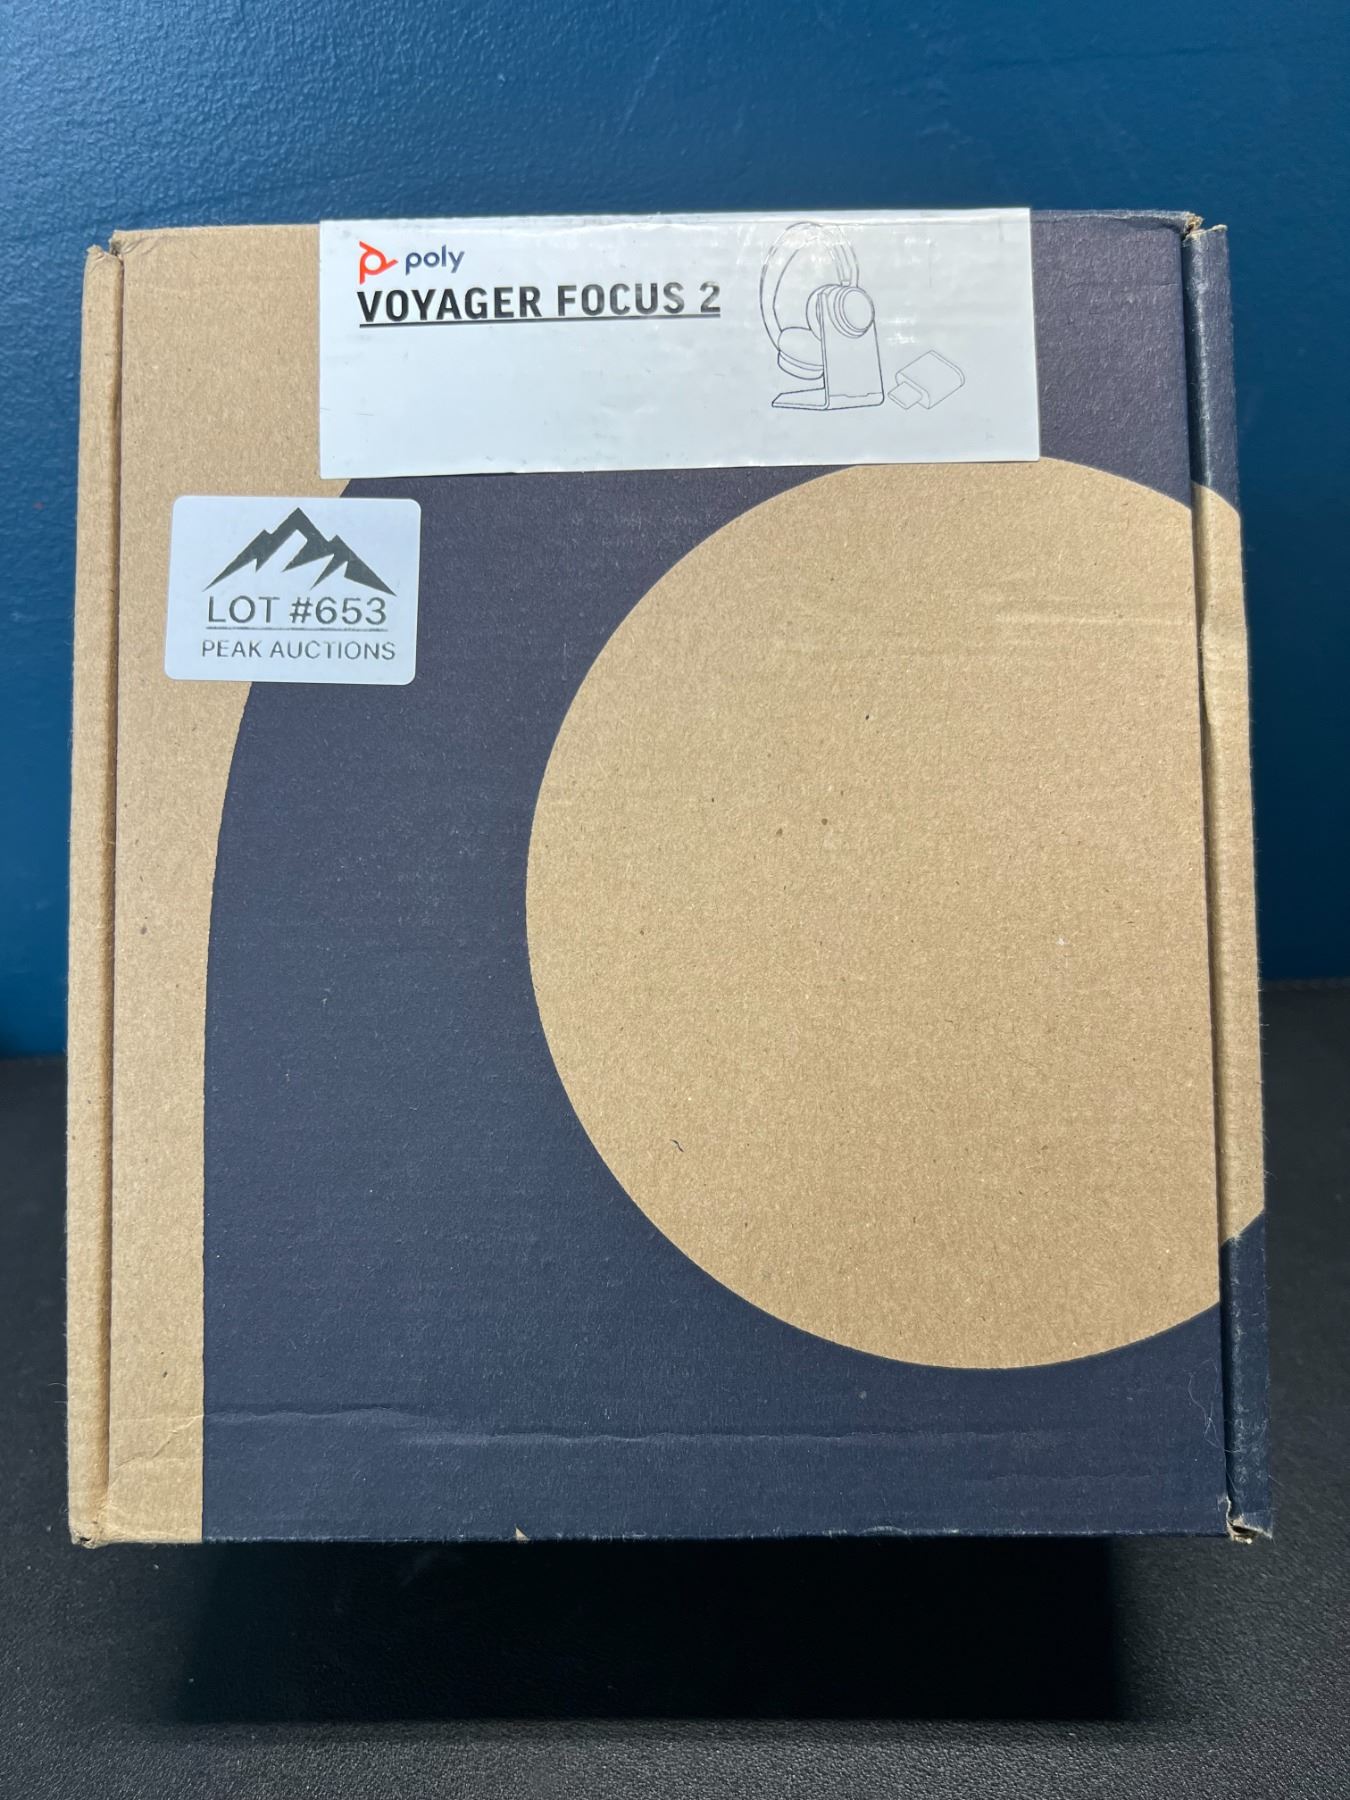 poly
VOYAGER FOCUS 2
LOT #653
PEAK AUCTIONS